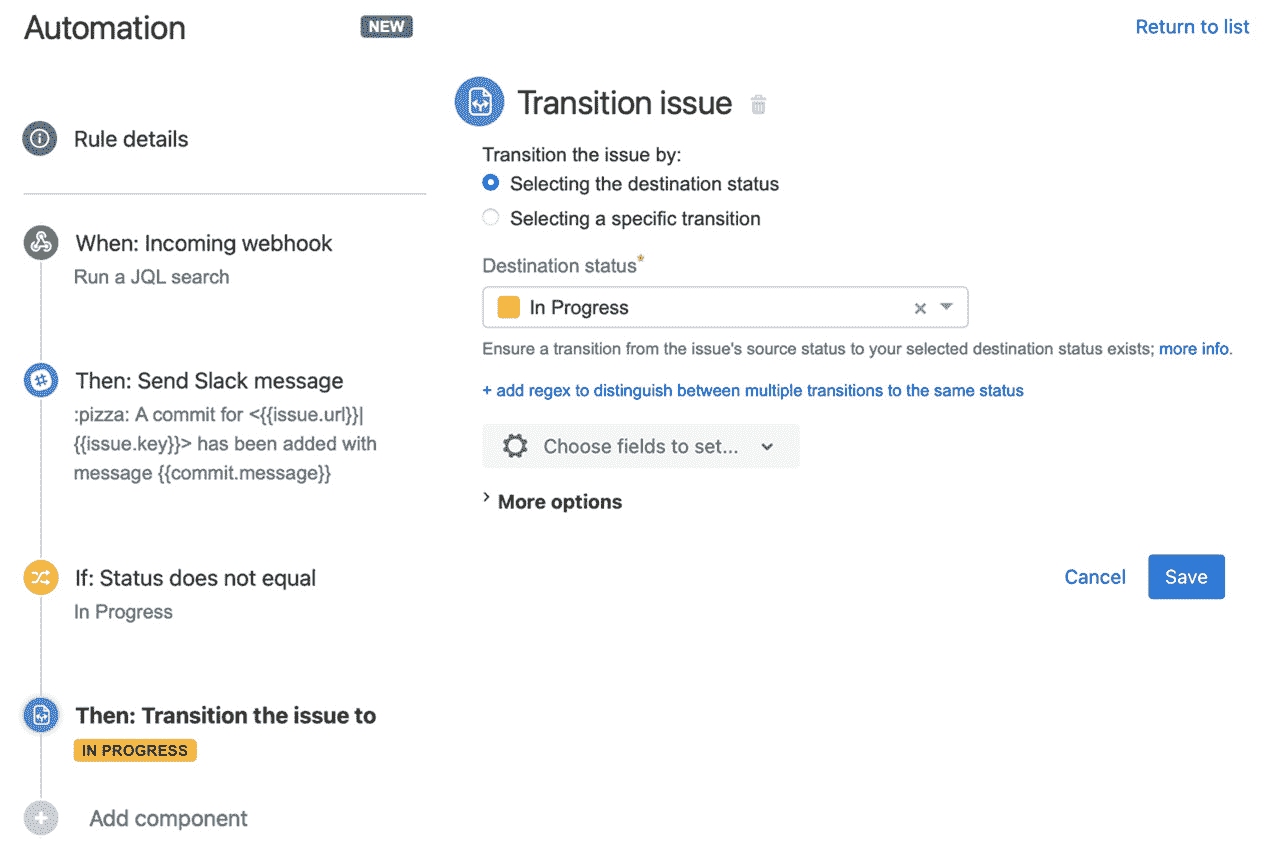 Automation
NEW
Return to list
Rule details
When: Incoming webhook
Run a JQL search
Then: Send Slack message
:pizza: A commit for <{{issue.url}}|
{{issue.key}}> has been added with
message {{commit.message}}
If: Status does not equal
In Progress
Then: Transition the issue to
IN PROGRESS
Add component
Transition issue
Transition the issue by:
Selecting the destination status
Selecting a specific transition
Destination status*
In Progress
Ensure a transition from the issue's source status to your selected destination status exists; more info.
+ add regex to distinguish between multiple transitions to the same status
Choose fields to set...
More options
Cancel
Save